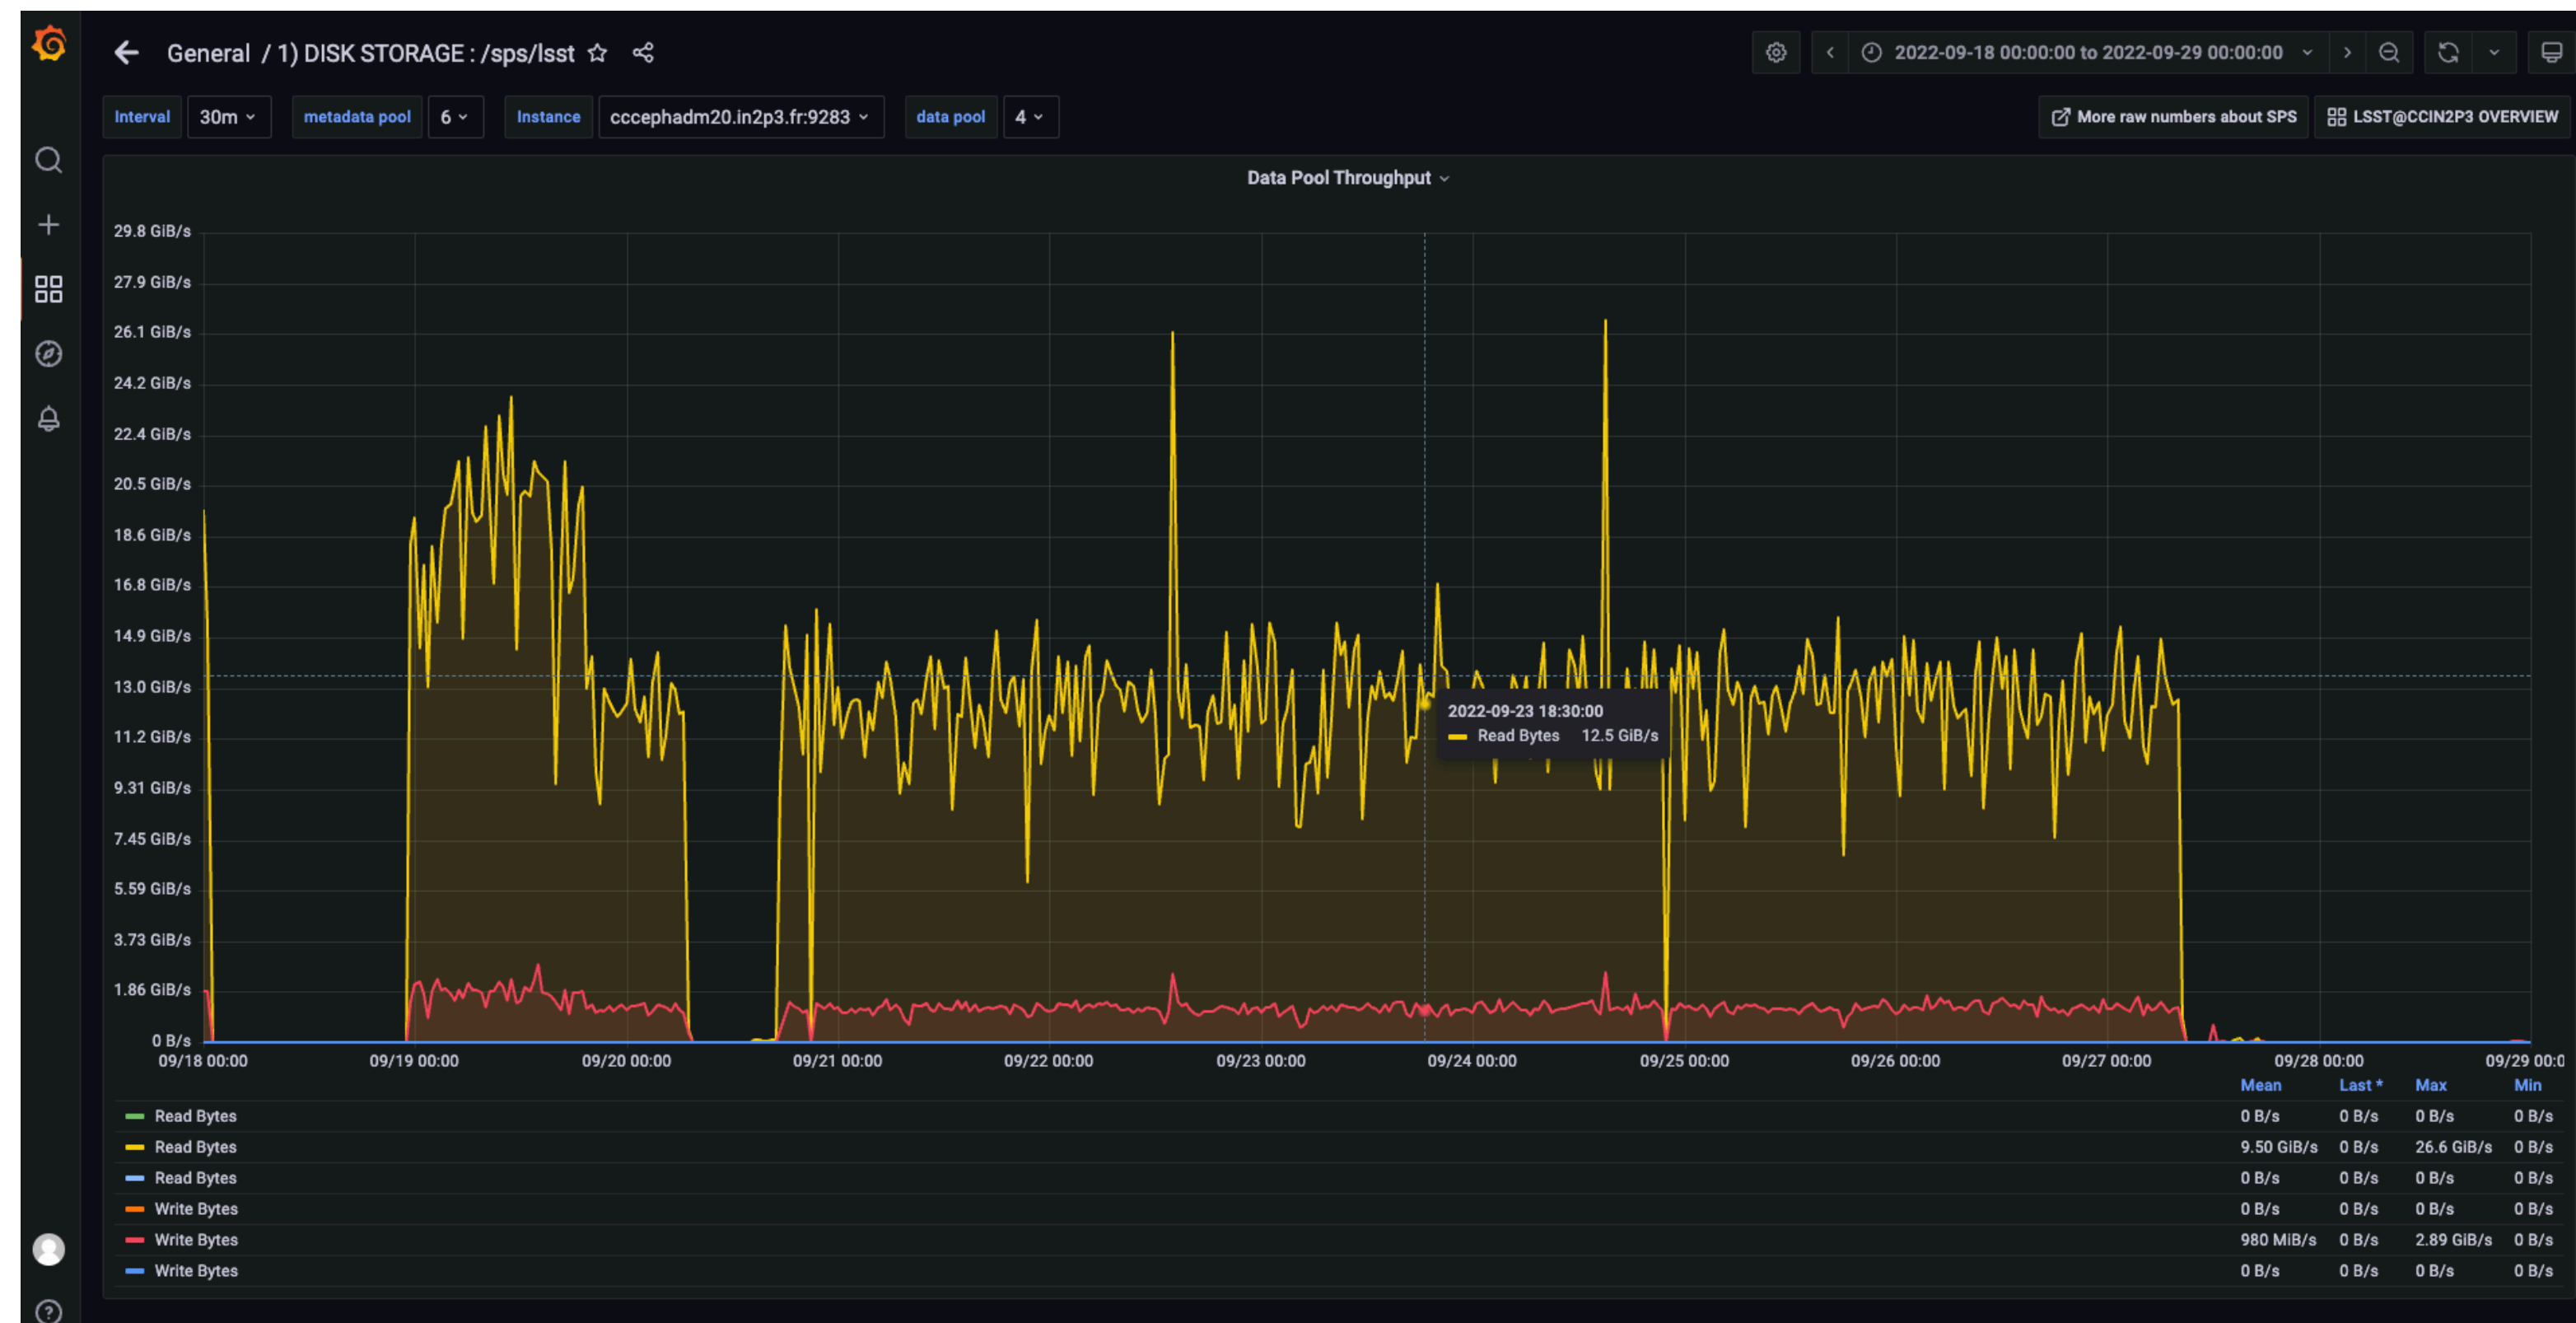 General / 1) DISK STORAGE : /sps/lsst
2022-09-18 00:00:00 to 2022-09-29 00:00:00
Interval 30m metadata pool 6 Instance cccephadm20.in2p3.fr:9283 data pool 4
More raw numbers about SPS LSST@CCIN2P3 OVERVIEW
Data Pool Throughput
29.8 GiB/s
27.9 GiB/s
26.1 GiB/s
24.2 GiB/s
22.4 GiB/s
20.5 GiB/s
18.6 GiB/s
16.8 GiB/s
14.9 GiB/s
13.0 GiB/s
11.2 GiB/s
9.31 GiB/s
7.45 GiB/s
5.59 GiB/s
3.73 GiB/s
1.86 GiB/s
0 B/s
2022-09-23 18:30:00
Read Bytes 12.5 GiB/s
09/18 00:00 09/19 00:00 09/20 00:00 09/21 00:00 09/22 00:00 09/23 00:00 09/24 00:00 09/25 00:00 09/26 00:00 09/27 00:00 09/28 00:00 09/29 00:0
Mean Last * Max Min
Read Bytes 0 B/s 0 B/s 0 B/s 0 B/s
Read Bytes 9.50 GiB/s 0 B/s 26.6 GiB/s 0 B/s
Read Bytes 0 B/s 0 B/s 0 B/s 0 B/s
Write Bytes 0 B/s 0 B/s 0 B/s 0 B/s
Write Bytes 980 MiB/s 0 B/s 2.89 GiB/s 0 B/s
Write Bytes 0 B/s 0 B/s 0 B/s 0 B/s